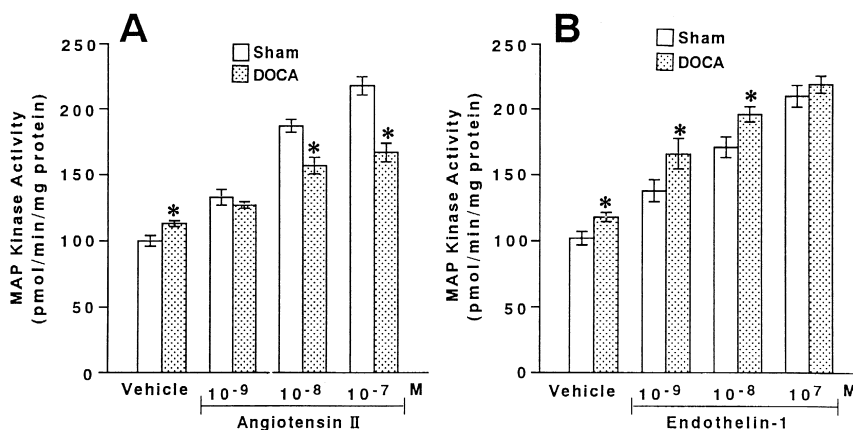 A
B
250
200
150
100
50
0
MAP Kinase Activity
(pmol/min/mg protein)
Sham
DOCA
*
*
*
Vehicle
10⁻⁹
10⁻⁸
10⁻⁷
M
Angiotensin II
250
200
150
100
50
0
MAP Kinase Activity
(pmol/min/mg protein)
Sham
DOCA
*
*
*
Vehicle
10⁻⁹
10⁻⁸
10⁷
M
Endothelin-1